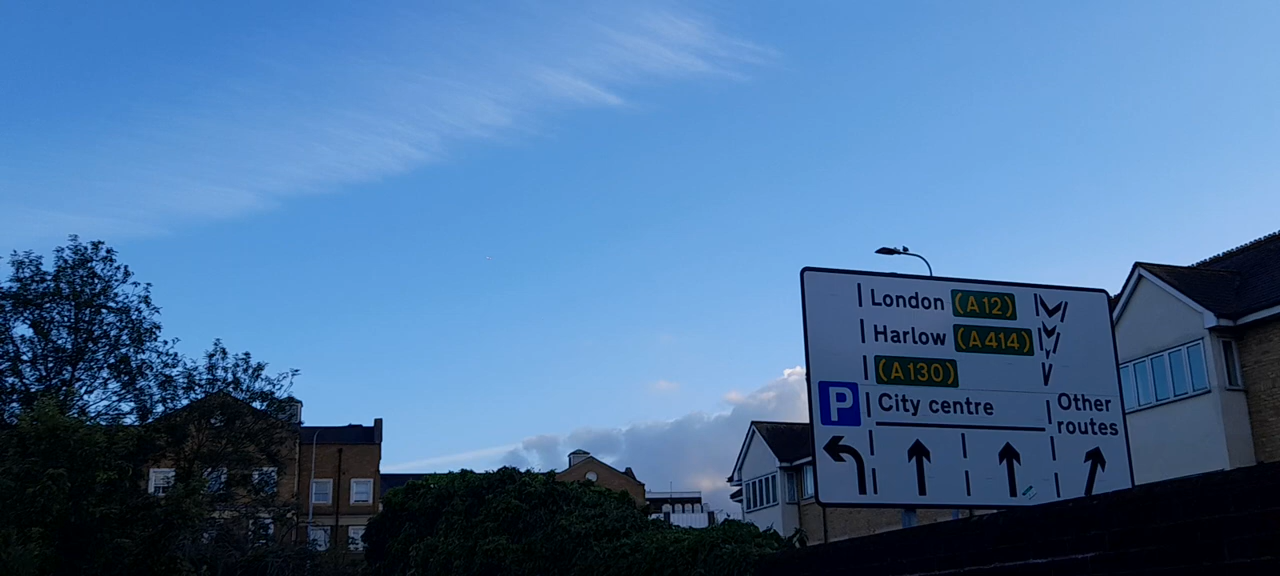 London (A12)
Harlow (A414)
(A130)
P
City centre
Other
routes